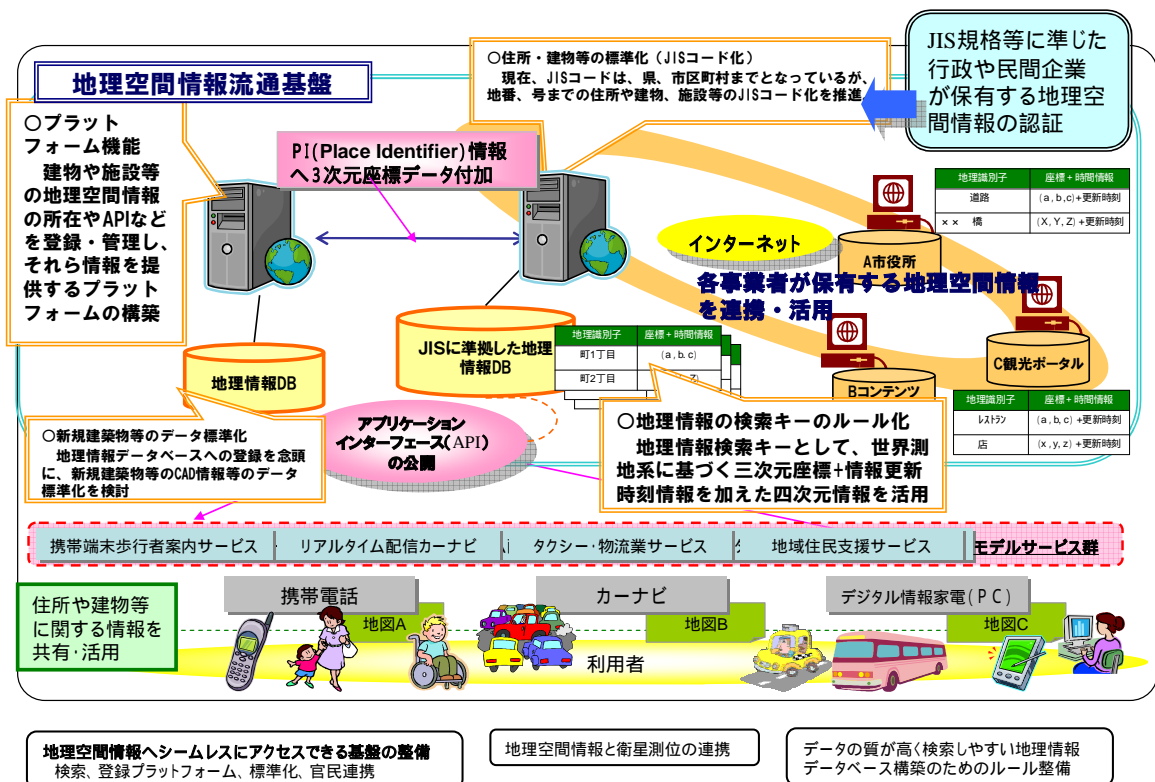 地理空間情報流通基盤
○プラット
フォーム機能
建物や施設等
の地理空間情報
の所在やAPIなど
を登録・管理し、
それら情報を提
供するプラット
フォームの構築
○住所・建物等の標準化(JISコード化)
現在、JISコードは、県、市区町村までとなっているが、
地番、号までの住所や建物、施設等のJISコード化を推進
JIS規格等に準じた
行政や民間企業
が保有する地理空
間情報の認証
PI(Place Identifier)情報
へ3次元座標データ付加
インターネット
地理識別子 座標+時間情報
道路 (a,b,c)+更新時刻
×× 橋 (X,Y,Z)+更新時刻
A市役所
各事業者が保有する地理空間情報
を連携・活用
C観光ポータル
Bコンテンツ
地理識別子 座標+時間情報
レストラン (a,b,c)+更新時刻
店 (x,y,z)+更新時刻
地理情報DB
JISに準拠した地理
情報DB
地理識別子 座標+時間情報
町1丁目 (a,b,c)
町2丁目
○新規建築物等のデータ標準化
地理情報データベースへの登録を念頭
に、新規建築物等のCAD情報等のデータ
標準化を検討
アプリケーション
インターフェース(API)
の公開
○地理情報の検索キーのルール化
地理情報検索キーとして、世界測
地系に基づく三次元座標+情報更新
時刻情報を加えた四次元情報を活用
携帯端末歩行者案内サービス
リアルタイム配信カーナビ
タクシー・物流業サービス
地域住民支援サービス
モデルサービス群
住所や建物等
に関する情報を
共有・活用
携帯電話
地図A
カーナビ
地図B
デジタル情報家電(PC)
地図C
利用者
地理空間情報へシームレスにアクセスできる基盤の整備
検索、登録プラットフォーム、標準化、官民連携
地理空間情報と衛星測位の連携
データの質が高く検索しやすい地理情報
データベース構築のためのルール整備